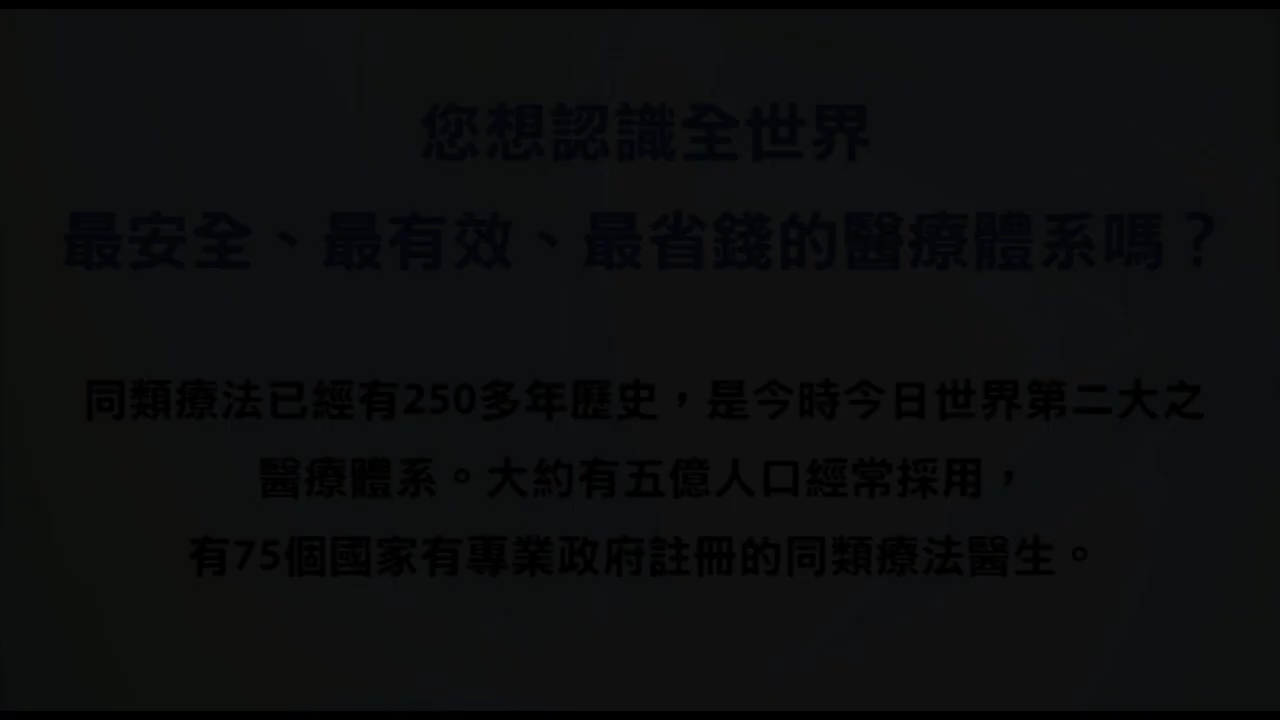 您想認識全世界
最安全、最有效、最省錢的醫療體系嗎？
同類療法已經有250多年歷史，是今時今日世界第二大之
醫療體系。大約有五億人口經常採用，
有75個國家有專業政府註冊的同類療法醫生。